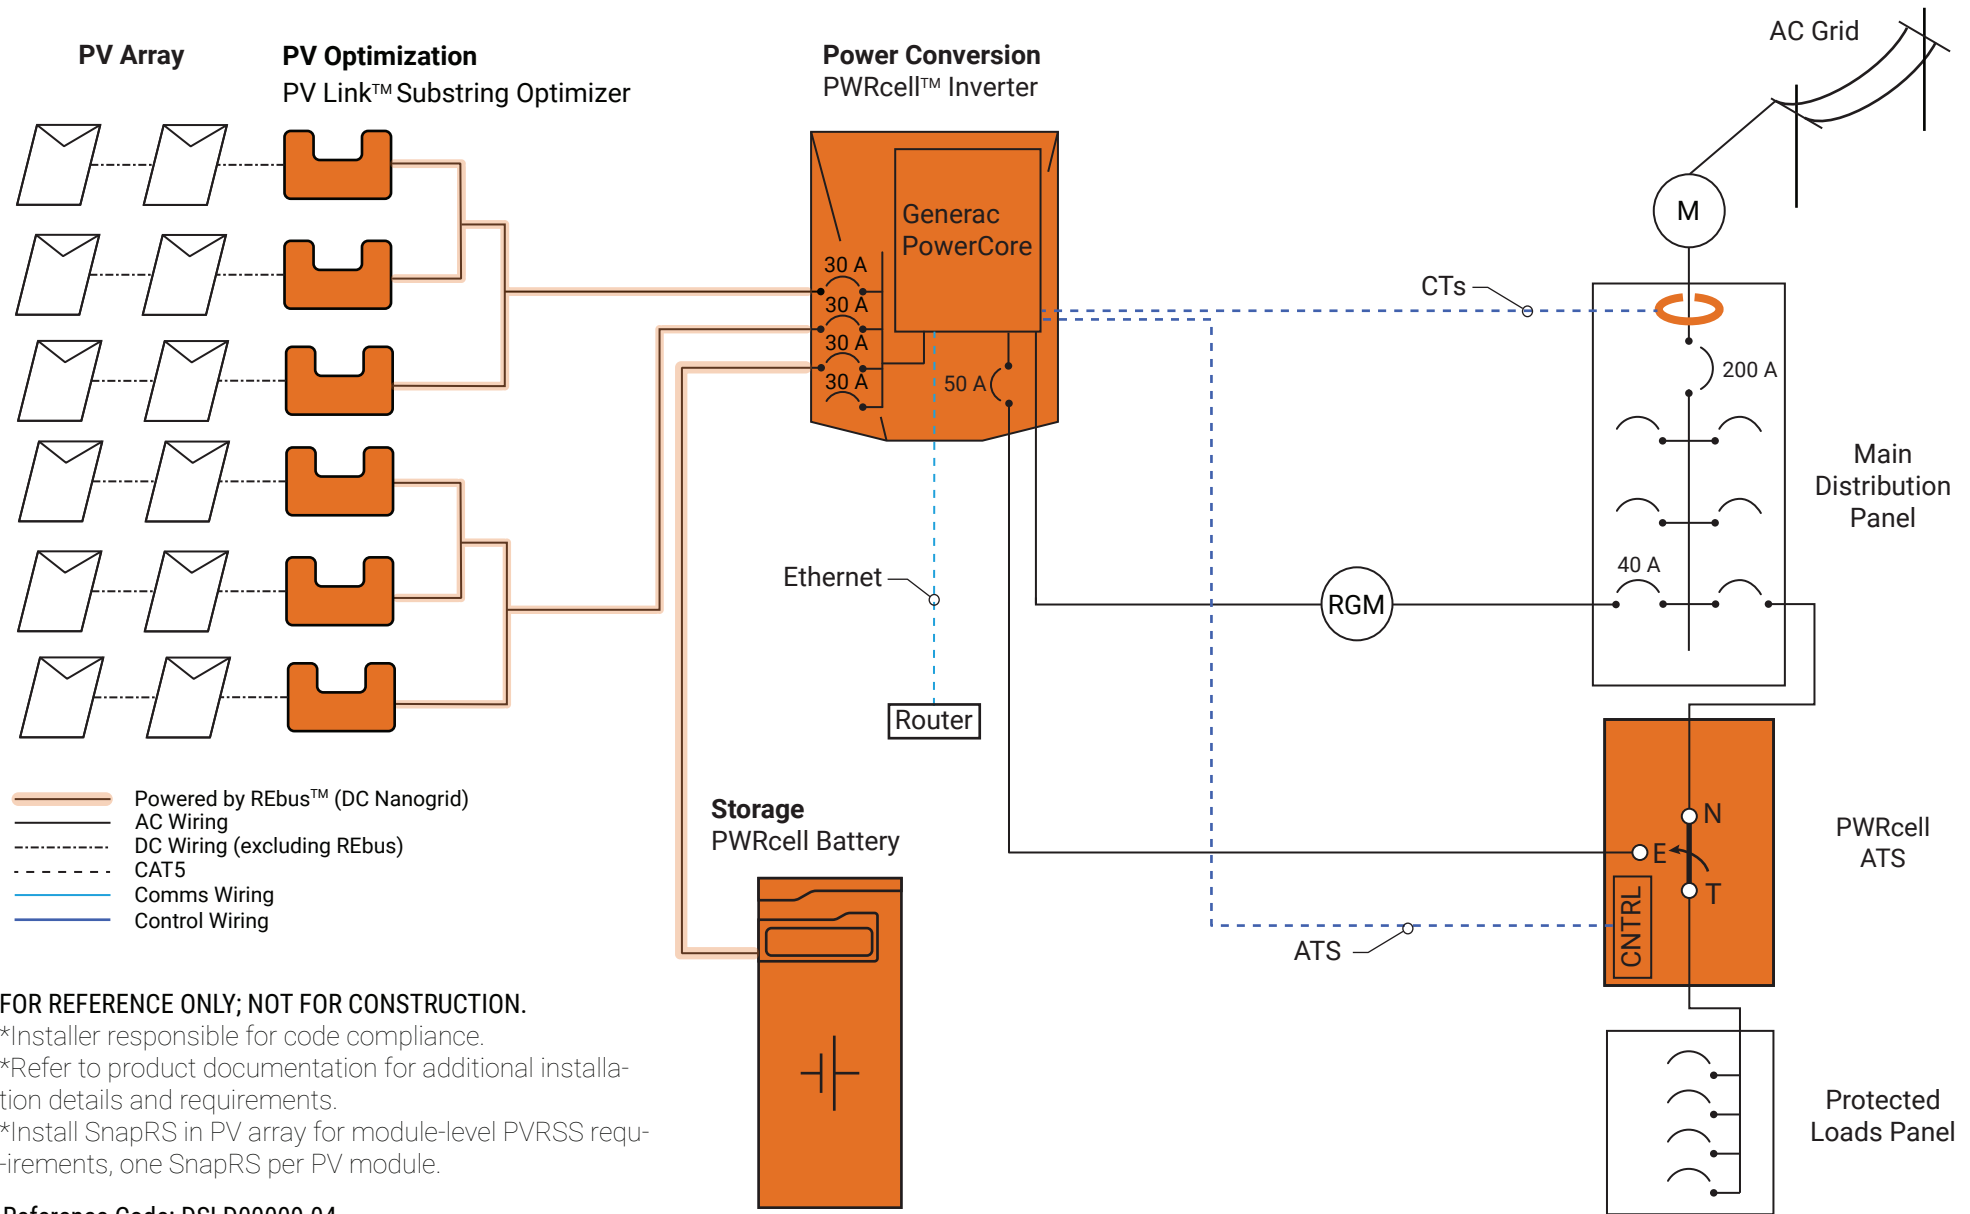 PV Array
PV Optimization
PV Link™ Substring Optimizer
Power Conversion
PWRcell™ Inverter
AC Grid
M
Generac
PowerCore
30 A
30 A
30 A
30 A
50 A
CTs
200 A
Main
Distribution
Panel
40 A
Ethernet
RGM
Router
Powered by REbus™ (DC Nanogrid)
AC Wiring
DC Wiring (excluding REbus)
CAT5
Comms Wiring
Control Wiring
Storage
PWRcell Battery
N
E
T
CNTRL
PWRcell
ATS
ATS
FOR REFERENCE ONLY; NOT FOR CONSTRUCTION.
*Installer responsible for code compliance.
*Refer to product documentation for additional installa-
tion details and requirements.
*Install SnapRS in PV array for module-level PVRSS requ-
-irements, one SnapRS per PV module.
Protected
Loads Panel
Reference Code: